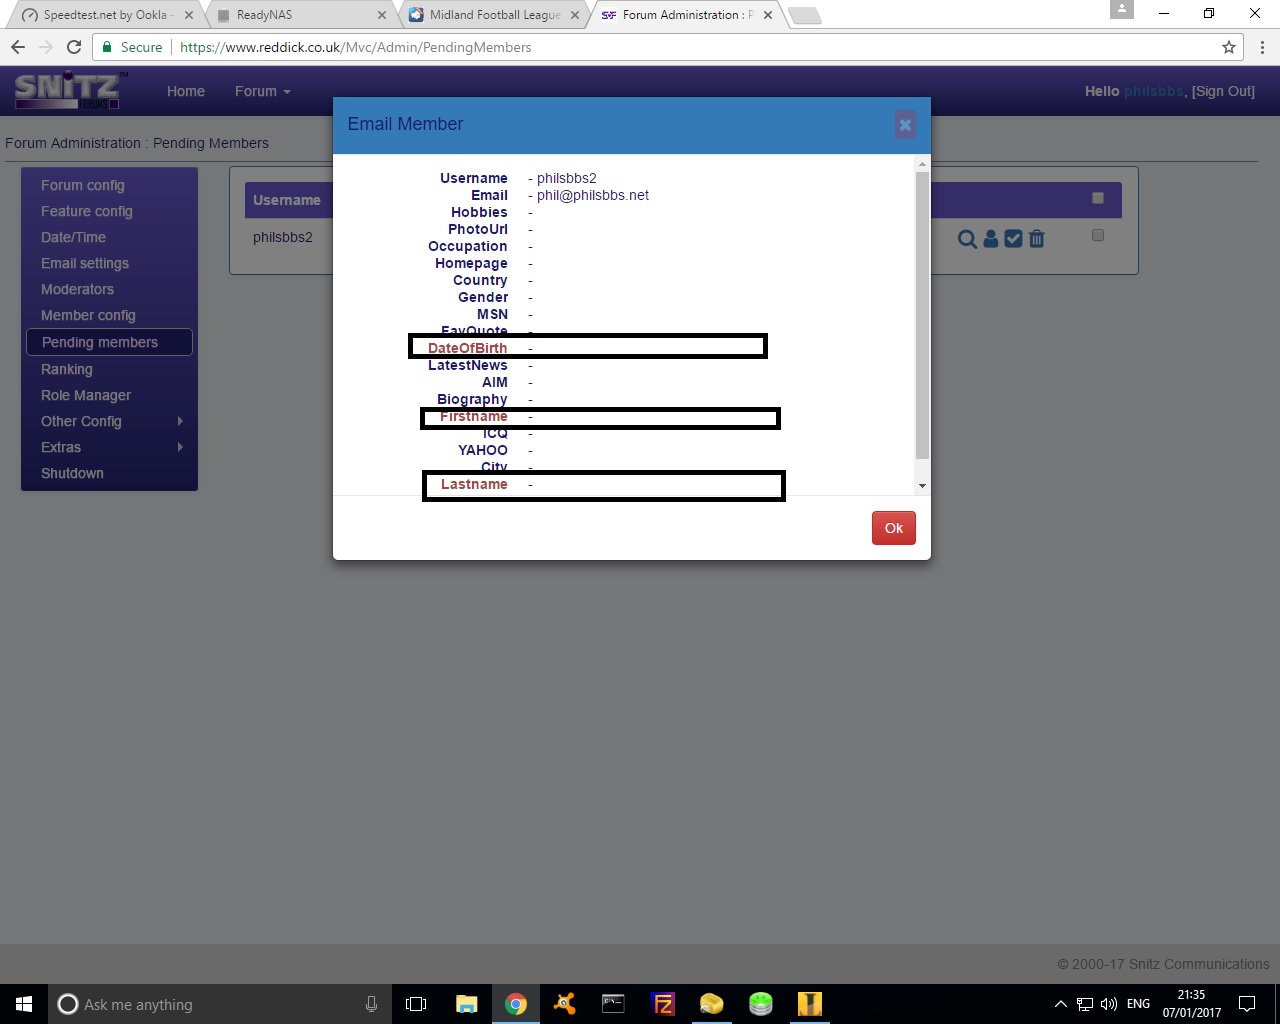 Speedtest.net by Ookla -
ReadyNAS
Midland Football League
Forum Administration : P
Secure
https://www.reddick.co.uk/Mvc/Admin/PendingMembers
SNITZ™
FORUMS
Home
Forum
Hello philsbbs, [Sign Out]
Forum Administration : Pending Members
Forum config
Feature config
Date/Time
Email settings
Moderators
Member config
Pending members
Ranking
Role Manager
Other Config
Extras
Shutdown
Username
philsbbs2
Email Member
Username - philsbbs2
Email - phil@philsbbs.net
Hobbies -
PhotoUrl -
Occupation -
Homepage -
Country -
Gender -
MSN -
FavQuote -
DateOfBirth -
LatestNews -
AIM -
Biography -
Firstname -
ICQ -
YAHOO -
City -
Lastname -
Ok
© 2000-17 Snitz Communications
Ask me anything
ENG
21:35
07/01/2017